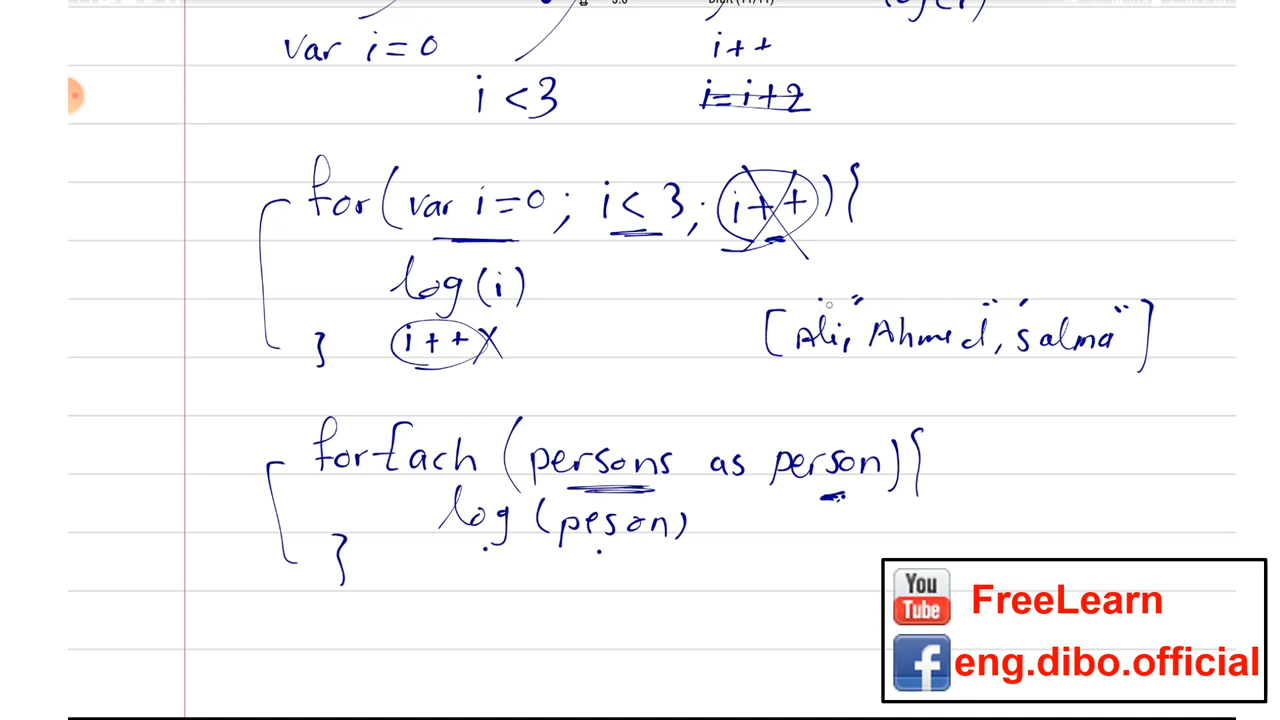 var i=0
i++
i<3
i=i+2
for(var i=0; i<3; i++){
log(i)
["Ali", "Ahmed", "Salma"]
} i++
forEach (persons as person){
log (peson)
}
You
Tube
FreeLearn
f
eng.dibo.official